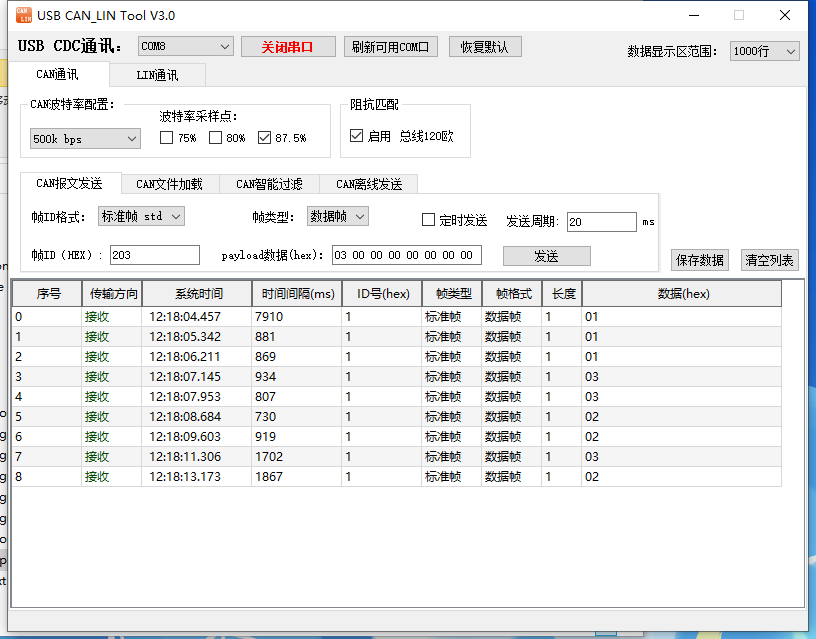 USB CAN_LIN Tool V3.0
USB CDC通讯: COM8 关闭串口 刷新可用COM口 恢复默认 数据显示区范围: 1000行
CAN通讯 LIN通讯
CAN波特率配置: 阻抗匹配
波特率采样点:
500k bps 75% 80% 87.5% 启用 总线120欧
CAN报文发送 CAN文件加载 CAN智能过滤 CAN离线发送
帧ID格式: 标准帧 std 帧类型: 数据帧 定时发送 发送周期: 20 ms
帧ID（HEX）: 203 payload数据(hex): 03 00 00 00 00 00 00 00 发送 保存数据 清空列表
序号 传输方向 系统时间 时间间隔(ms) ID号(hex) 帧类型 帧格式 长度 数据(hex)
0 接收 12:18:04.457 7910 1 标准帧 数据帧 1 01
1 接收 12:18:05.342 881 1 标准帧 数据帧 1 01
2 接收 12:18:06.211 869 1 标准帧 数据帧 1 01
3 接收 12:18:07.145 934 1 标准帧 数据帧 1 03
4 接收 12:18:07.953 807 1 标准帧 数据帧 1 03
5 接收 12:18:08.684 730 1 标准帧 数据帧 1 02
6 接收 12:18:09.603 919 1 标准帧 数据帧 1 02
7 接收 12:18:11.306 1702 1 标准帧 数据帧 1 03
8 接收 12:18:13.173 1867 1 标准帧 数据帧 1 02